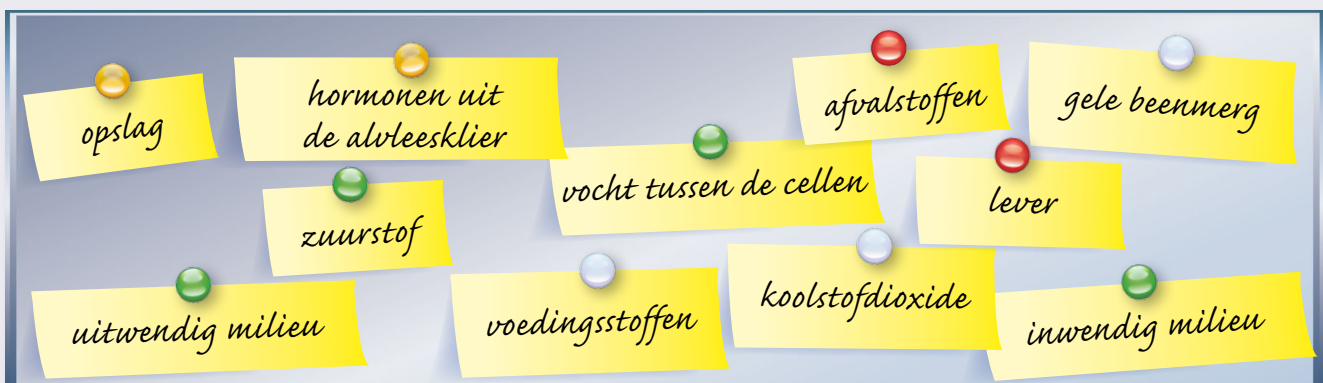 opslag
hormonen uit
de alvleesklier
afvalstoffen
gele beenmerg
zuurstof
vocht tussen de cellen
lever
uitwendig milieu
voedingsstoffen
koolstofdioxide
inwendig milieu